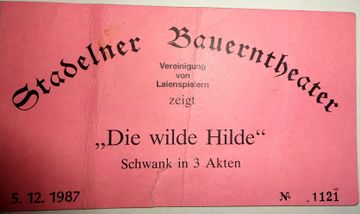 Stadelner Bauerntheater
Vereinigung
von
Laienspielern
zeigt
„Die wilde Hilde“
Schwank in 3 Akten
5. 12. 1987
№ 1121